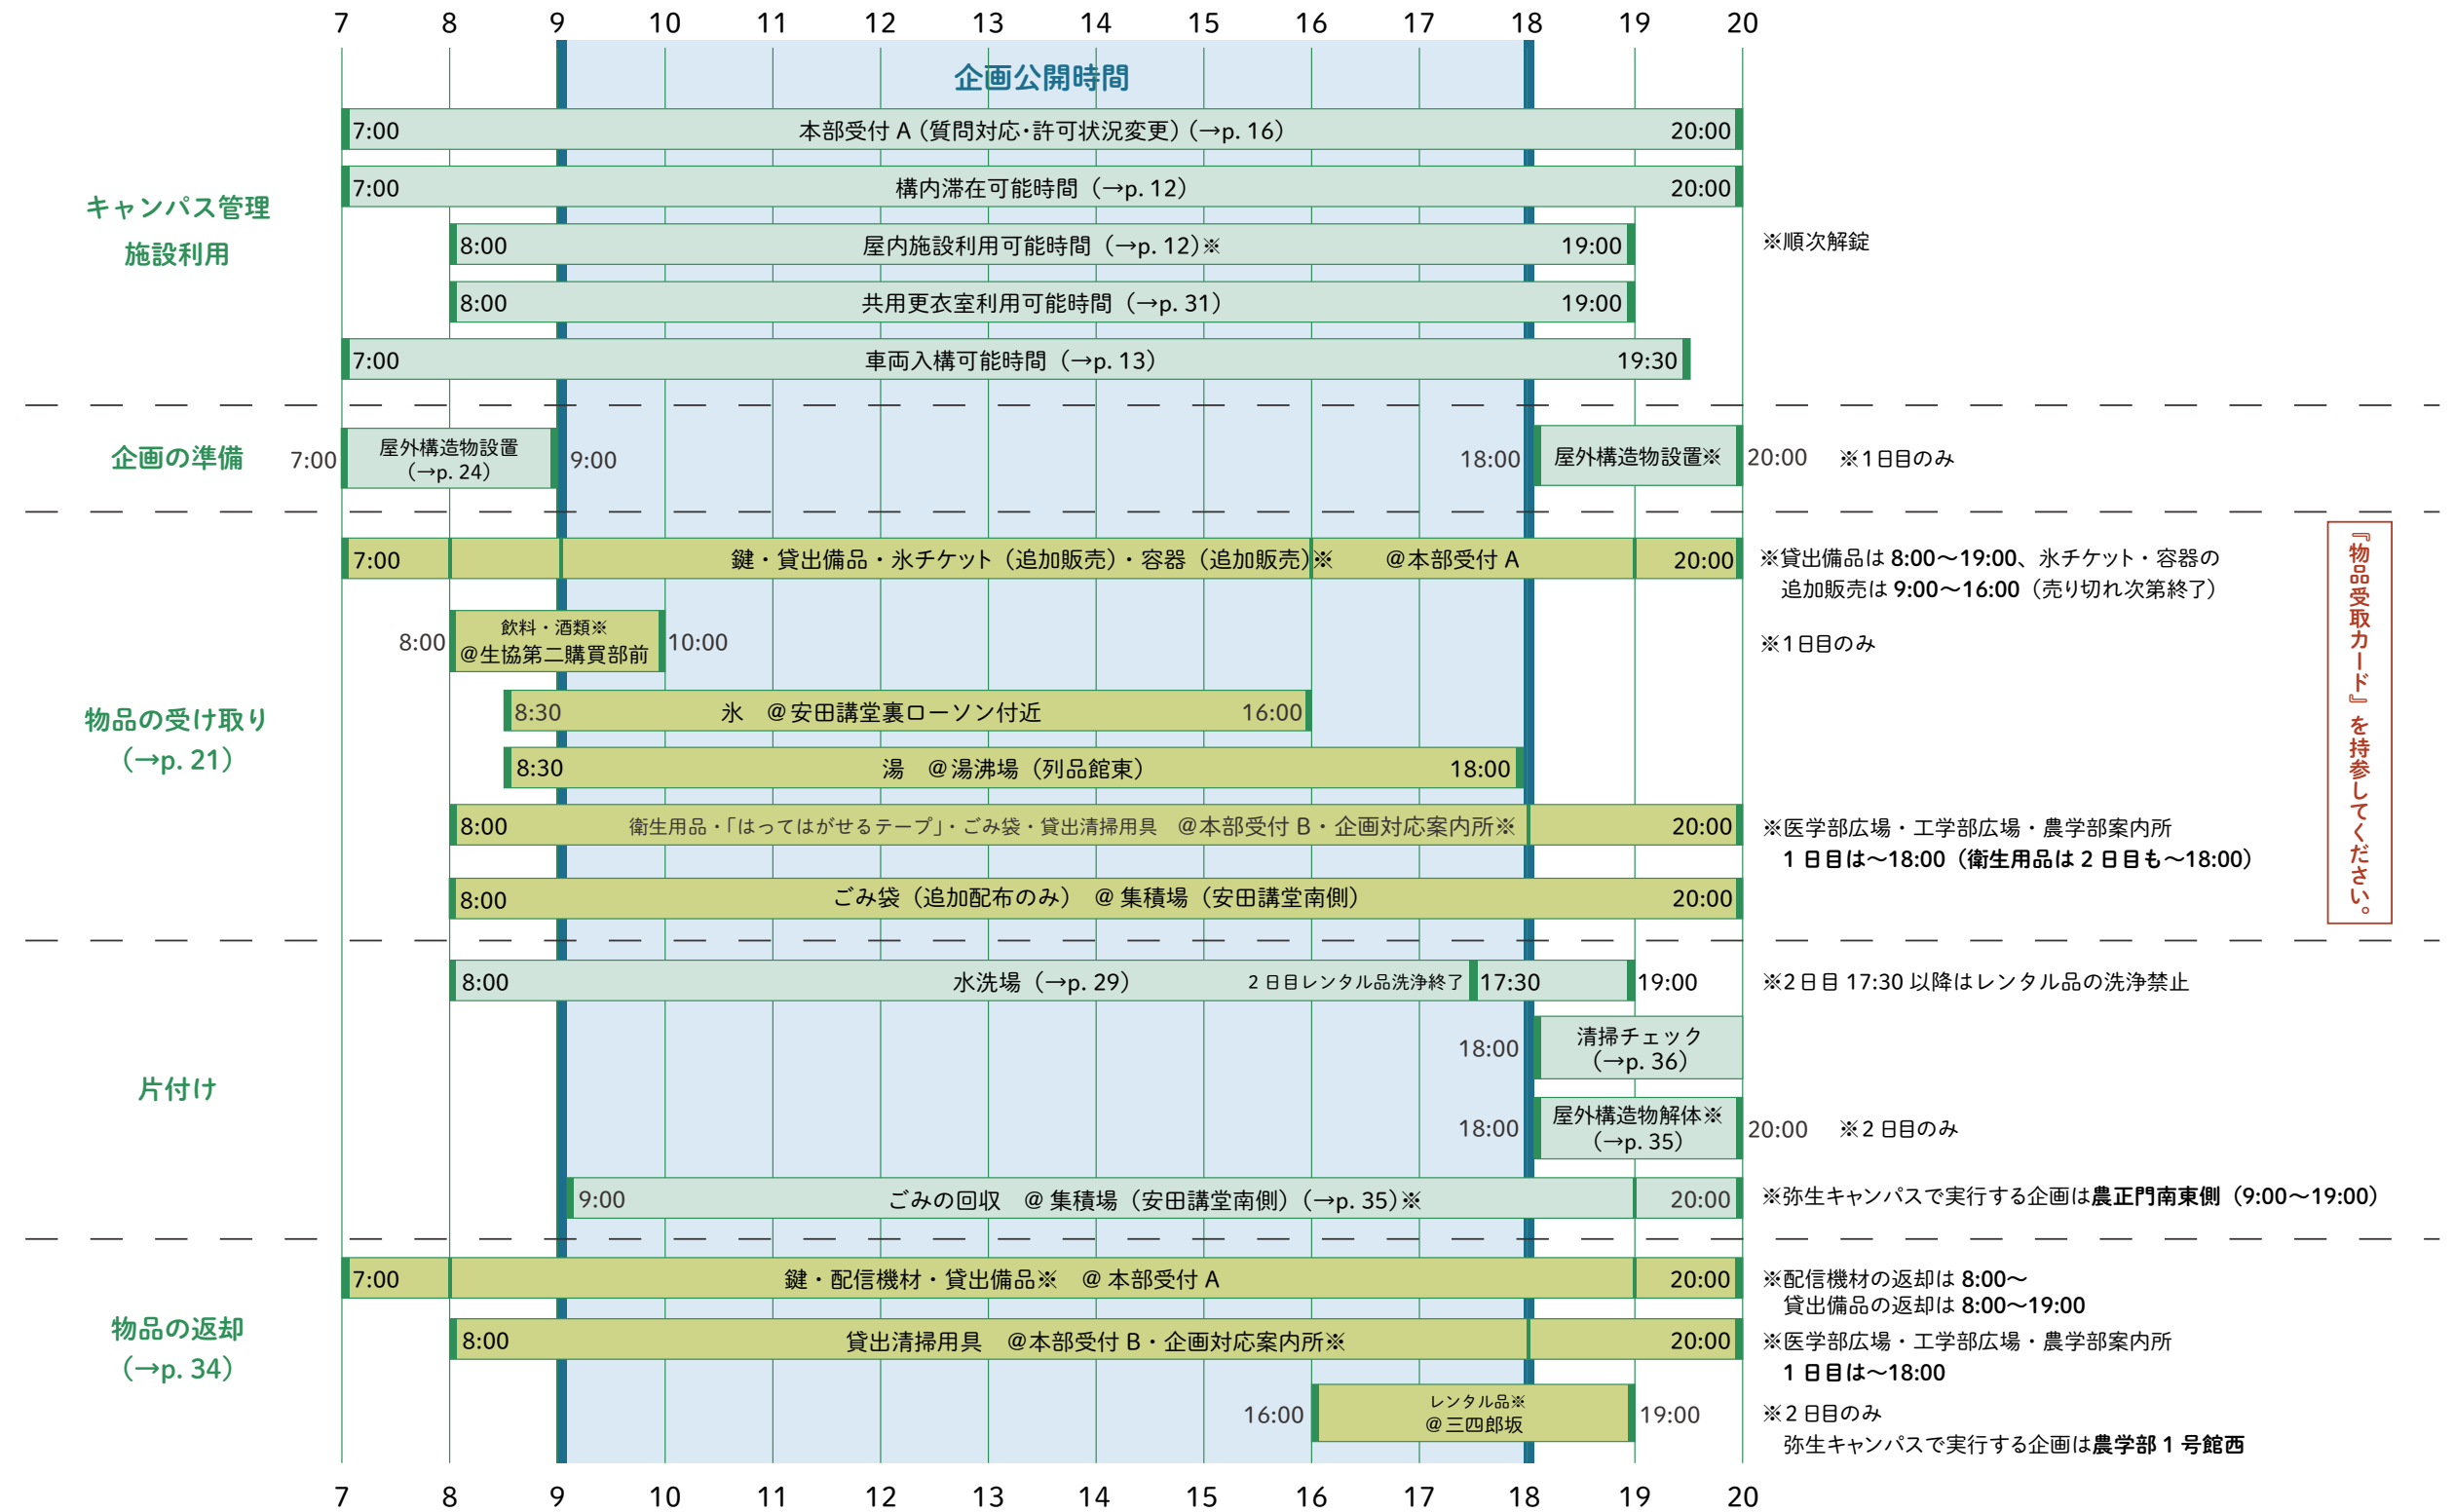 7 8 9 10 11 12 13 14 15 16 17 18 19 20
企画公開時間
キャンパス管理
施設利用
7:00 本部受付 A（質問対応・許可状況変更）（→p. 16） 20:00
7:00 構内滞在可能時間（→p. 12） 20:00
8:00 屋内施設利用可能時間（→p. 12）※ 19:00
※順次解錠
8:00 共用更衣室利用可能時間（→p. 31） 19:00
7:00 車両入構可能時間（→p. 13） 19:30
企画の準備
7:00 屋外構造物設置 9:00
（→p. 24）
18:00 屋外構造物設置※ 20:00
※1日目のみ
物品の受け取り
（→p. 21）
7:00 鍵・貸出備品・氷チケット（追加販売）・容器（追加販売）※ @本部受付 A 20:00
※貸出備品は 8:00〜19:00、氷チケット・容器の
追加販売は 9:00〜16:00（売り切れ次第終了）
8:00 飲料・酒類※ 10:00
@生協第二購買部前
※1日目のみ
8:30 氷 @安田講堂裏ローソン付近 16:00
8:30 湯 @湯沸場（列品館東） 18:00
8:00 衛生用品・「はってはがせるテープ」・ごみ袋・貸出清掃用具 @本部受付 B・企画対応案内所※ 20:00
※医学部広場・工学部広場・農学部案内所
1 日目は〜18:00（衛生用品は 2 日目も〜18:00）
8:00 ごみ袋（追加配布のみ） @ 集積場（安田講堂南側） 20:00
『物品受取カード』を持参してください。
片付け
8:00 水洗場（→p. 29） 2 日目レンタル品洗浄終了 17:30 19:00
※2日目 17:30 以降はレンタル品の洗浄禁止
18:00 清掃チェック
（→p. 36）
18:00 屋外構造物解体※ 20:00
（→p. 35）
※2 日目のみ
9:00 ごみの回収 @ 集積場（安田講堂南側）（→p. 35）※ 20:00
※弥生キャンパスで実行する企画は農正門南東側（9:00〜19:00）
物品の返却
（→p. 34）
7:00 鍵・配信機材・貸出備品※ @ 本部受付 A 20:00
※配信機材の返却は 8:00〜
貸出備品の返却は 8:00〜19:00
8:00 貸出清掃用具 @本部受付 B・企画対応案内所※ 20:00
※医学部広場・工学部広場・農学部案内所
1 日目は〜18:00
16:00 レンタル品※ 19:00
@三四郎坂
※2 日目のみ
弥生キャンパスで実行する企画は農学部 1 号館西
7 8 9 10 11 12 13 14 15 16 17 18 19 20